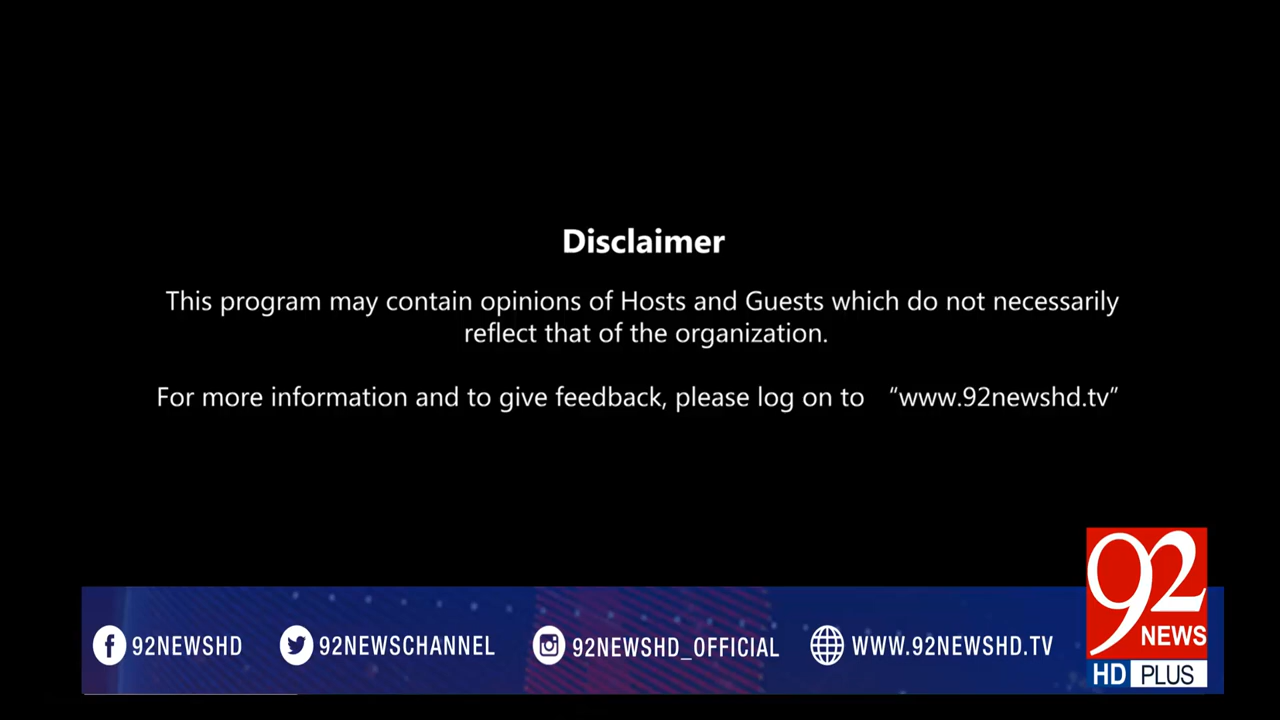 Disclaimer
This program may contain opinions of Hosts and Guests which do not necessarily
reflect that of the organization.
For more information and to give feedback, please log on to “www.92newshd.tv”
92NEWSHD
92NEWSCHANNEL
92NEWSHD_OFFICIAL
WWW.92NEWSHD.TV
92
NEWS
HD PLUS